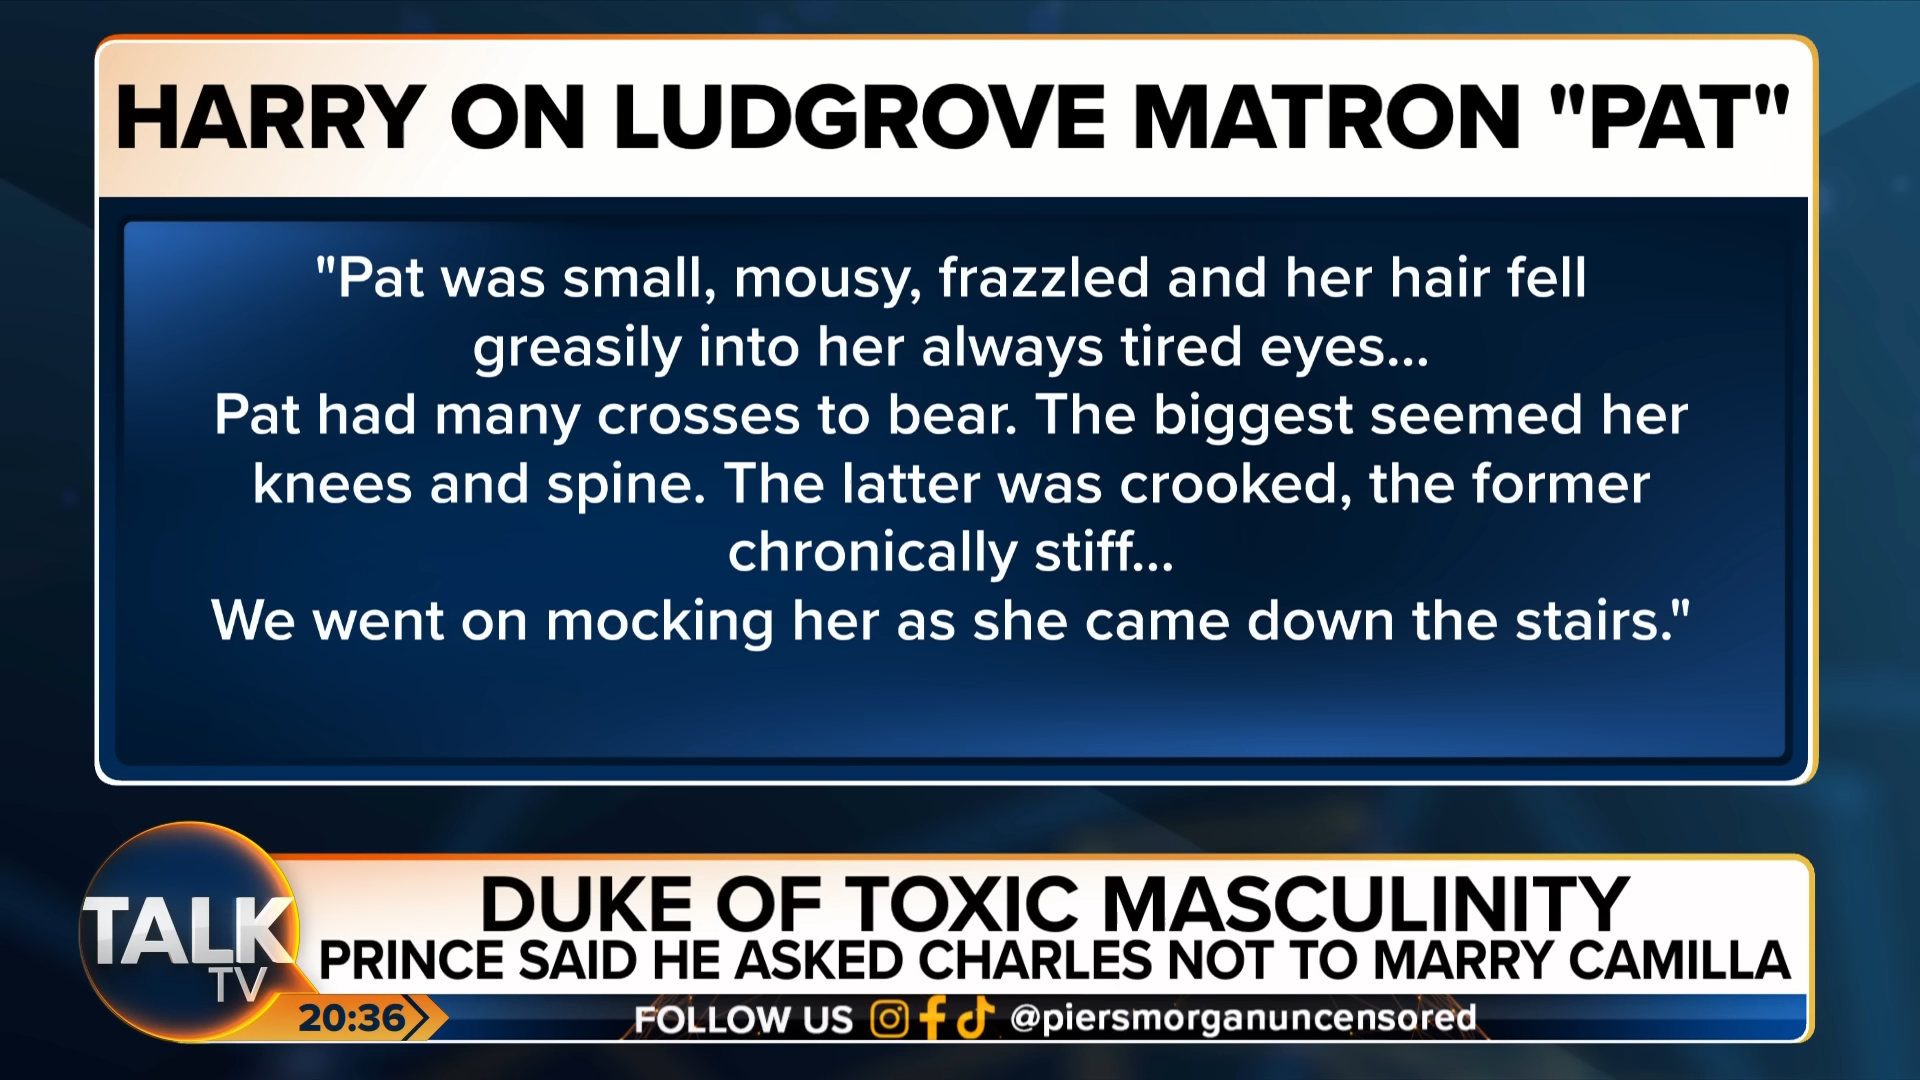 HARRY ON LUDGROVE MATRON "PAT"
"Pat was small, mousy, frazzled and her hair fell
greasily into her always tired eyes...
Pat had many crosses to bear. The biggest seemed her
knees and spine. The latter was crooked, the former
chronically stiff...
We went on mocking her as she came down the stairs."
DUKE OF TOXIC MASCULINITY
PRINCE SAID HE ASKED CHARLES NOT TO MARRY CAMILLA
TALK
TV
20:36
FOLLOW US @piersmorganuncensored